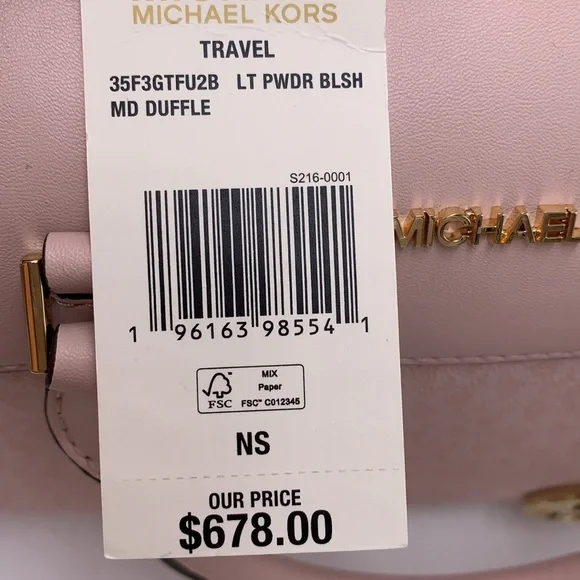 MICHAEL KORS
TRAVEL
35F3GTFU2B LT PWDR BLSH
MD DUFFLE
S216-0001
1 96163 98554 1
FSC
MIX
Paper
FSC™ C012345
NS
OUR PRICE
$678.00
MICHAEL